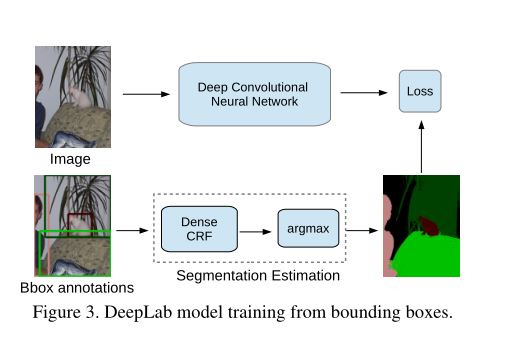 Deep Convolutional
Neural Network
Loss
Image
Dense
CRF
argmax
Segmentation Estimation
Bbox annotations
Figure 3. DeepLab model training from bounding boxes.